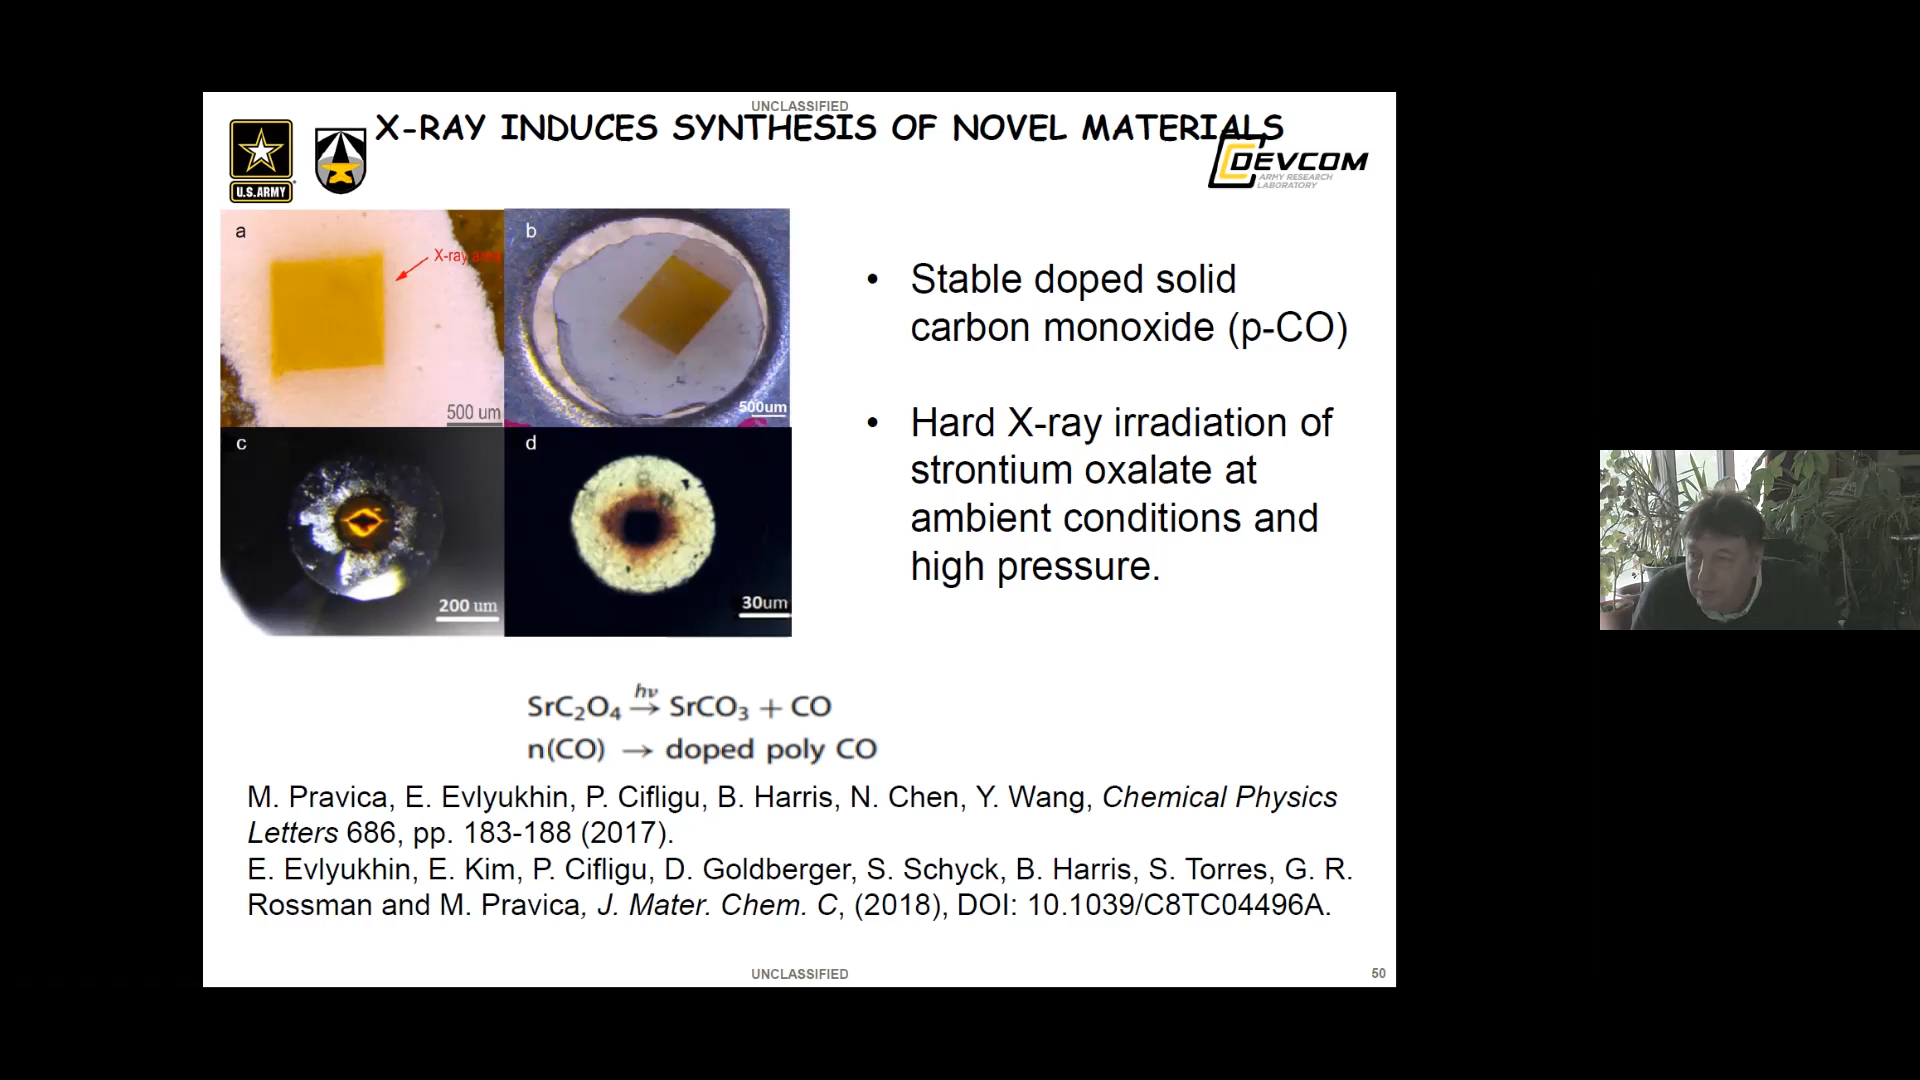 UNCLASSIFIED
X-RAY INDUCES SYNTHESIS OF NOVEL MATERIALS
U.S.ARMY
DEVCOM
ARMY RESEARCH
LABORATORY
a
X-ray area
500 um
b
500um
c
200 um
d
30um
• Stable doped solid
carbon monoxide (p-CO)
• Hard X-ray irradiation of
strontium oxalate at
ambient conditions and
high pressure.
SrC₂O₄ hν→ SrCO₃ + CO
n(CO) → doped poly CO
M. Pravica, E. Evlyukhin, P. Cifligu, B. Harris, N. Chen, Y. Wang, Chemical Physics
Letters 686, pp. 183-188 (2017).
E. Evlyukhin, E. Kim, P. Cifligu, D. Goldberger, S. Schyck, B. Harris, S. Torres, G. R.
Rossman and M. Pravica, J. Mater. Chem. C, (2018), DOI: 10.1039/C8TC04496A.
UNCLASSIFIED
50